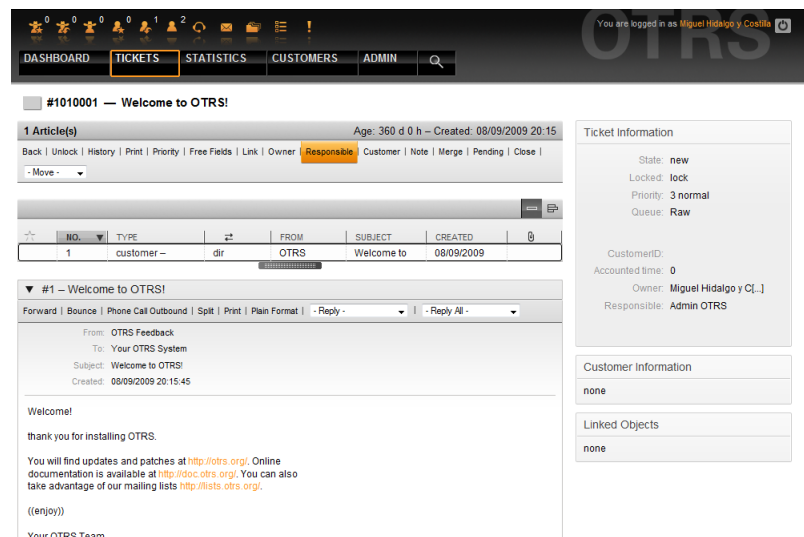 0 0 0 0 1 2
You are logged in as Miguel Hidalgo y Costilla
OTRS
DASHBOARD TICKETS STATISTICS CUSTOMERS ADMIN
#1010001 — Welcome to OTRS!
1 Article(s) Age: 360 d 0 h – Created: 08/09/2009 20:15
Back | Unlock | History | Print | Priority | Free Fields | Link | Owner | Responsible | Customer | Note | Merge | Pending | Close |
- Move -
NO. TYPE FROM SUBJECT CREATED
1 customer – dir OTRS Welcome to 08/09/2009
#1 – Welcome to OTRS!
Forward | Bounce | Phone Call Outbound | Split | Print | Plain Format | - Reply - | - Reply All -
From: OTRS Feedback
To: Your OTRS System
Subject: Welcome to OTRS!
Created: 08/09/2009 20:15:45
Welcome!
thank you for installing OTRS.
You will find updates and patches at http://otrs.org/. Online
documentation is available at http://doc.otrs.org/. You can also
take advantage of our mailing lists http://lists.otrs.org/.
((enjoy))
Your OTRS Team
Ticket Information
State: new
Locked: lock
Priority: 3 normal
Queue: Raw
CustomerID:
Accounted time: 0
Owner: Miguel Hidalgo y C[...]
Responsible: Admin OTRS
Customer Information
none
Linked Objects
none